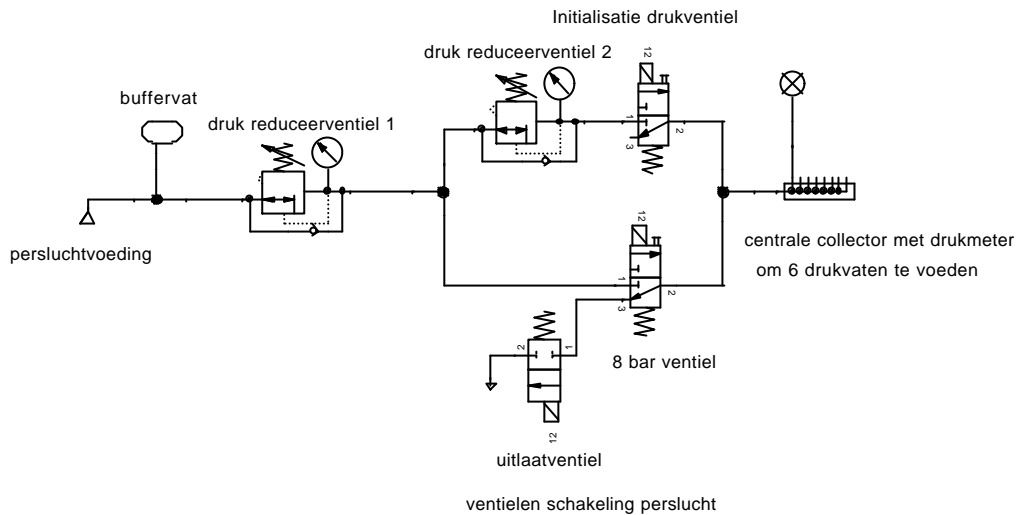 Initialisatie drukventiel
druk reduceerventiel 2
12
buffervat
druk reduceerventiel 1
1
2
3
12
persluchtvoeding
centrale collector met drukmeter
om 6 drukvaten te voeden
1
2
3
2
1
8 bar ventiel
12
uitlaatventiel
ventielen schakeling perslucht